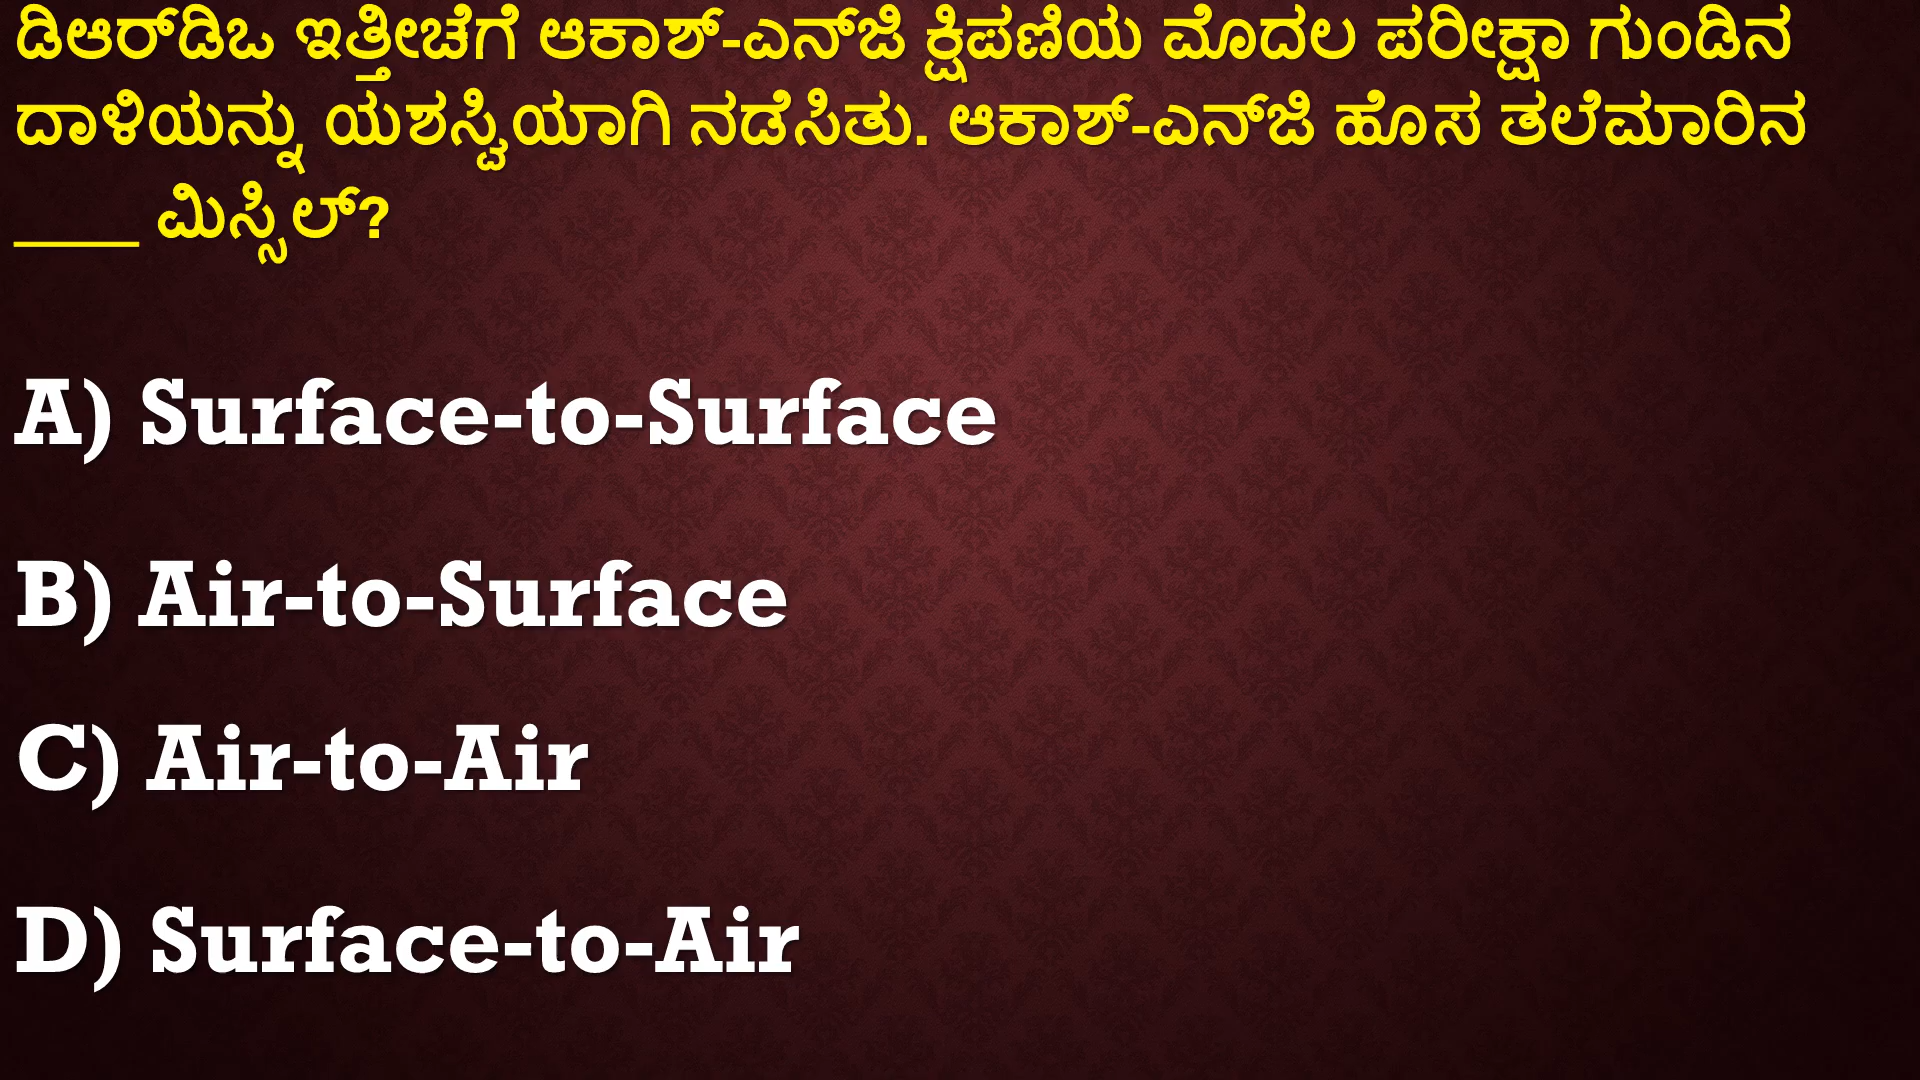 ಡಿಆರ್‌ಡಿಒ ಇತ್ತೀಚೆಗೆ ಆಕಾಶ್-ಎನ್‌ಜಿ ಕ್ಷಿಪಣಿಯ ಮೊದಲ ಪರೀಕ್ಷಾ ಗುಂಡಿನ
ದಾಳಿಯನ್ನು ಯಶಸ್ವಿಯಾಗಿ ನಡೆಸಿತು. ಆಕಾಶ್-ಎನ್‌ಜಿ ಹೊಸ ತಲೆಮಾರಿನ
____ ಮಿಸ್ಸಿಲ್?
A) Surface-to-Surface
B) Air-to-Surface
C) Air-to-Air
D) Surface-to-Air